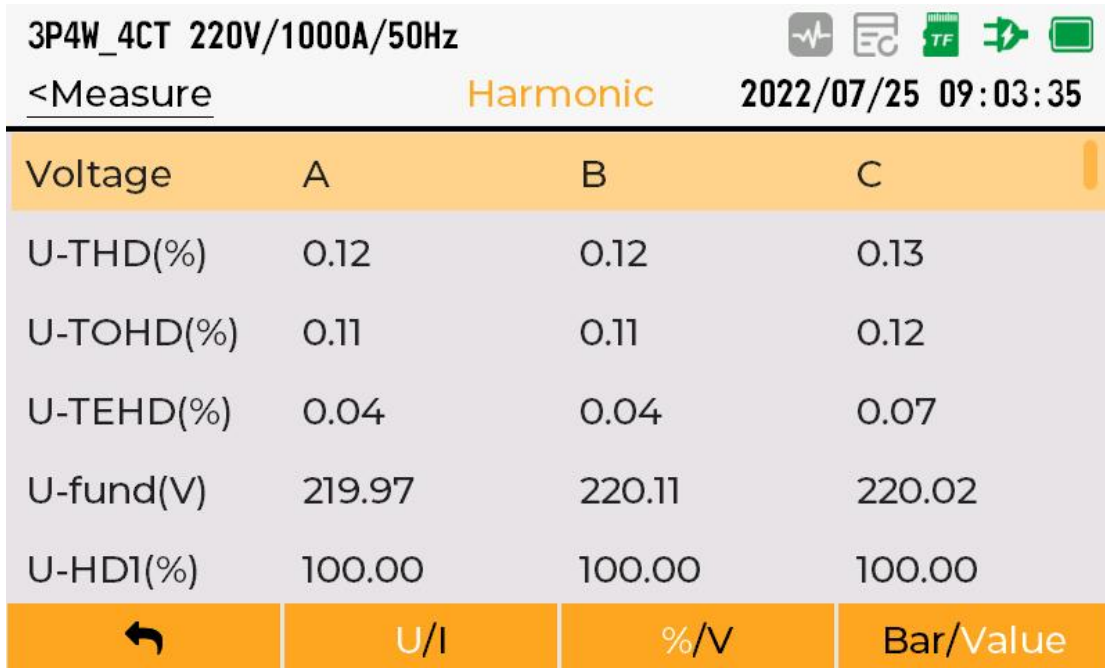 3P4W_4CT 220V/1000A/50Hz TF
<Measure Harmonic 2022/07/25 09:03:35
Voltage A B C
U-THD(%) 0.12 0.12 0.13
U-TOHD(%) 0.11 0.11 0.12
U-TEHD(%) 0.04 0.04 0.07
U-fund(V) 219.97 220.11 220.02
U-HD1(%) 100.00 100.00 100.00
U/I %/V Bar/Value